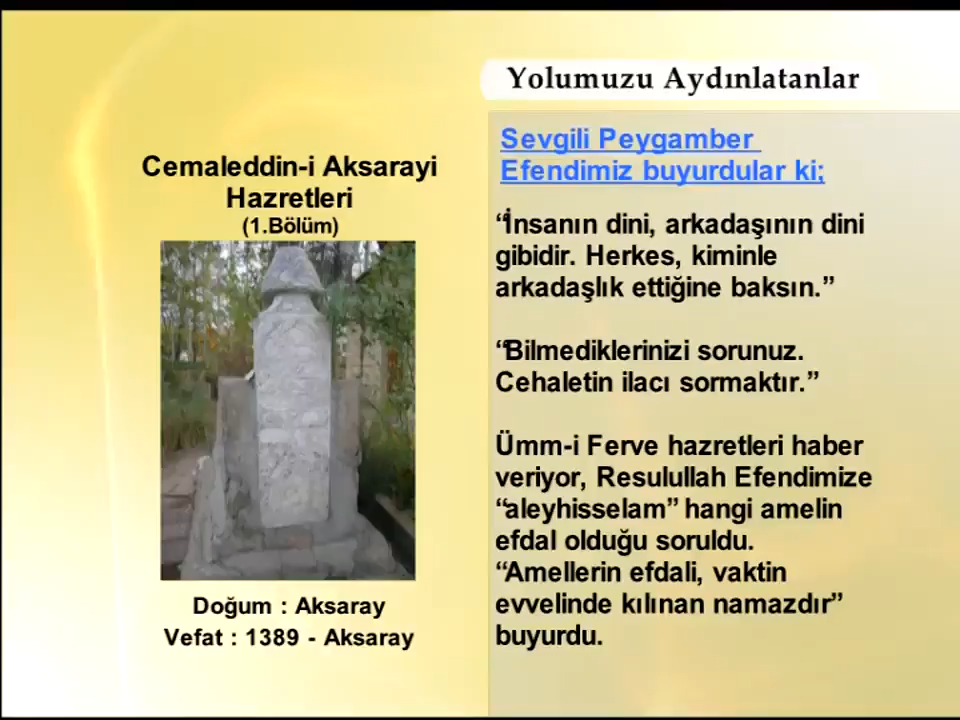 Yolumuzu Aydınlatanlar
Cemaleddin-i Aksarayi
Hazretleri
(1.Bölüm)
Doğum : Aksaray
Vefat : 1389 - Aksaray
Sevgili Peygamber
Efendimiz buyurdular ki;
“İnsanın dini, arkadaşının dini
gibidir. Herkes, kiminle
arkadaşlık ettiğine baksın.”
“Bilmediklerinizi sorunuz.
Cehaletin ilacı sormaktır.”
Ümm-i Ferve hazretleri haber
veriyor, Resulullah Efendimize
“aleyhisselam” hangi amelin
efdal olduğu soruldu.
“Amellerin efdali, vaktin
evvelinde kılınan namazdır”
buyurdu.